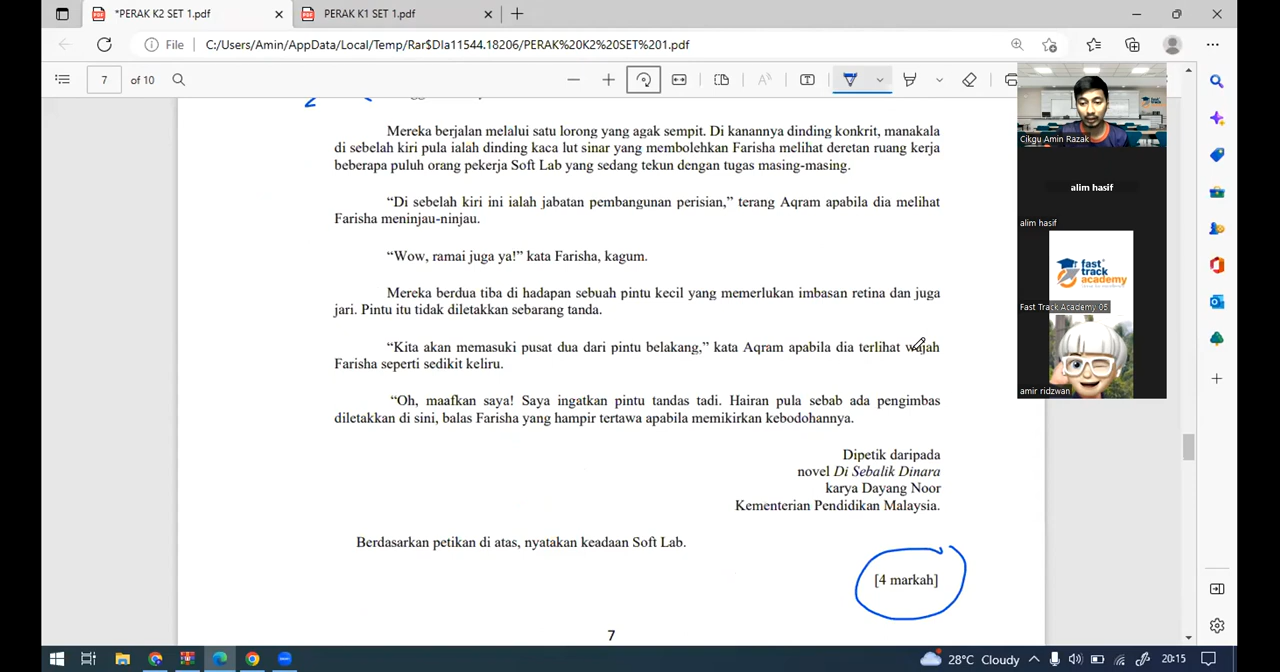 *PERAK K2 SET 1.pdf
PERAK K1 SET 1.pdf
File
C:/Users/Amin/AppData/Local/Temp/Rar$DIa11544.18206/PERAK%20K2%20SET%201.pdf
7 of 10
Mereka berjalan melalui satu lorong yang agak sempit. Di kanannya dinding konkrit, manakala
di sebelah kiri pula ialah dinding kaca lut sinar yang membolehkan Farisha melihat deretan ruang kerja
beberapa puluh orang pekerja Soft Lab yang sedang tekun dengan tugas masing-masing.
“Di sebelah kiri ini ialah jabatan pembangunan perisian,” terang Aqram apabila dia melihat
Farisha meninjau-ninjau.
“Wow, ramai juga ya!” kata Farisha, kagum.
Mereka berdua tiba di hadapan sebuah pintu kecil yang memerlukan imbasan retina dan juga
jari. Pintu itu tidak diletakkan sebarang tanda.
“Kita akan memasuki pusat dua dari pintu belakang,” kata Aqram apabila dia terlihat wajah
Farisha seperti sedikit keliru.
“Oh, maafkan saya! Saya ingatkan pintu tandas tadi. Hairan pula sebab ada pengimbas
diletakkan di sini, balas Farisha yang hampir tertawa apabila memikirkan kebodohannya.
Dipetik daripada
novel Di Sebalik Dinara
karya Dayang Noor
Kementerian Pendidikan Malaysia.
Berdasarkan petikan di atas, nyatakan keadaan Soft Lab.
[4 markah]
7
Cikgu Amin Razak
alim hasif
alim hasif
fast
track
academy
Fast Track Academy 05
amir ridzwan
28°C Cloudy
20:15